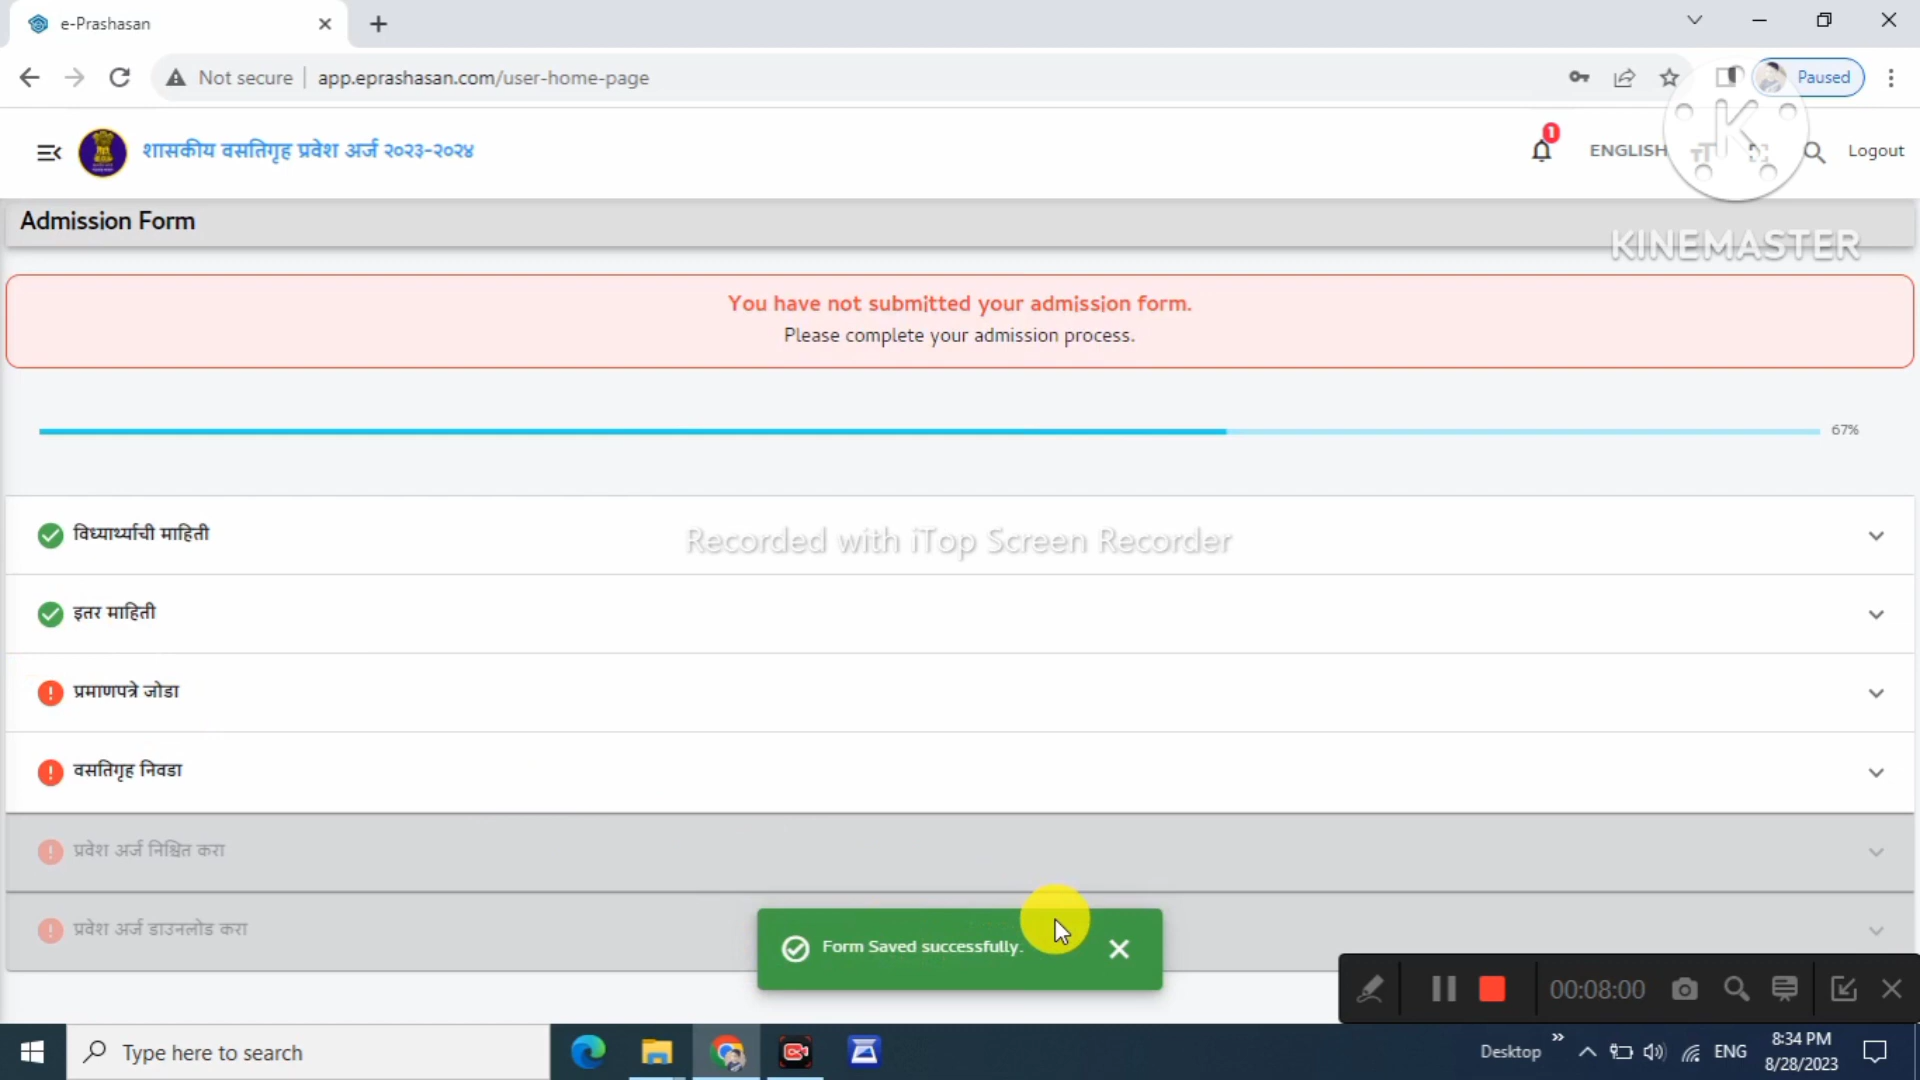 e-Prashasan
Not secure
app.eprashasan.com/user-home-page
Paused
शासकीय वसतिगृह प्रवेश अर्ज २०२३-२०२४
1
ENGLISH
Logout
K
KINEMASTER
Admission Form
You have not submitted your admission form.
Please complete your admission process.
67%
विध्यार्थ्याची माहिती
Recorded with iTop Screen Recorder
इतर माहिती
प्रमाणपत्रे जोडा
वसतिगृह निवडा
प्रवेश अर्ज निश्चित करा
प्रवेश अर्ज डाउनलोड करा
Form Saved successfully.
00:08:00
Type here to search
Desktop
ENG
8:34 PM
8/28/2023